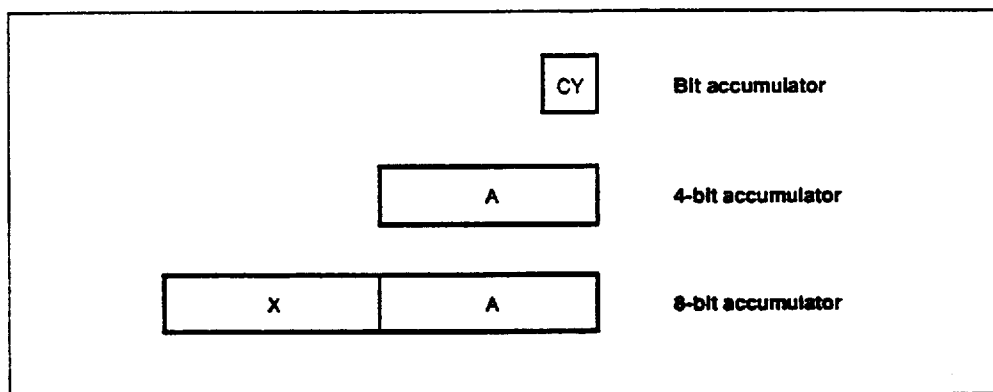 CY Bit accumulator
A 4-bit accumulator
X A 8-bit accumulator